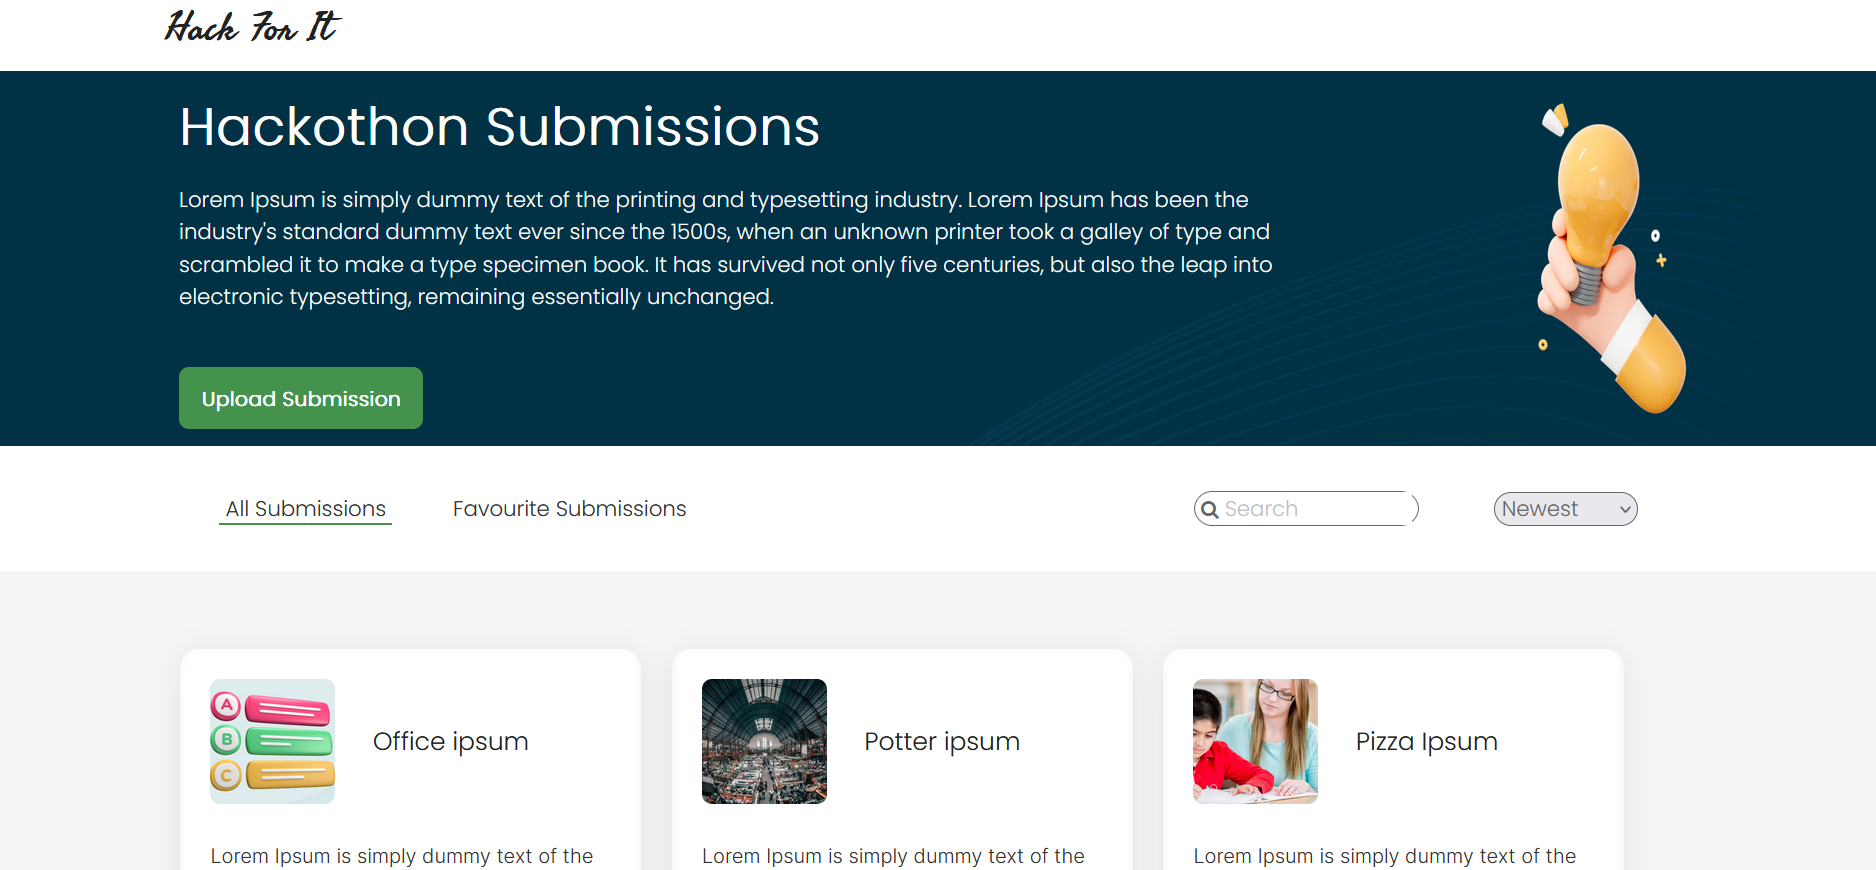 Hack For It
Hackothon Submissions
Lorem Ipsum is simply dummy text of the printing and typesetting industry. Lorem Ipsum has been the
industry's standard dummy text ever since the 1500s, when an unknown printer took a galley of type and
scrambled it to make a type specimen book. It has survived not only five centuries, but also the leap into
electronic typesetting, remaining essentially unchanged.
Upload Submission
All Submissions
Favourite Submissions
Search
Newest
A
B
C
Office ipsum
Potter ipsum
Pizza Ipsum
Lorem Ipsum is simply dummy text of the
Lorem Ipsum is simply dummy text of the
Lorem Ipsum is simply dummy text of the